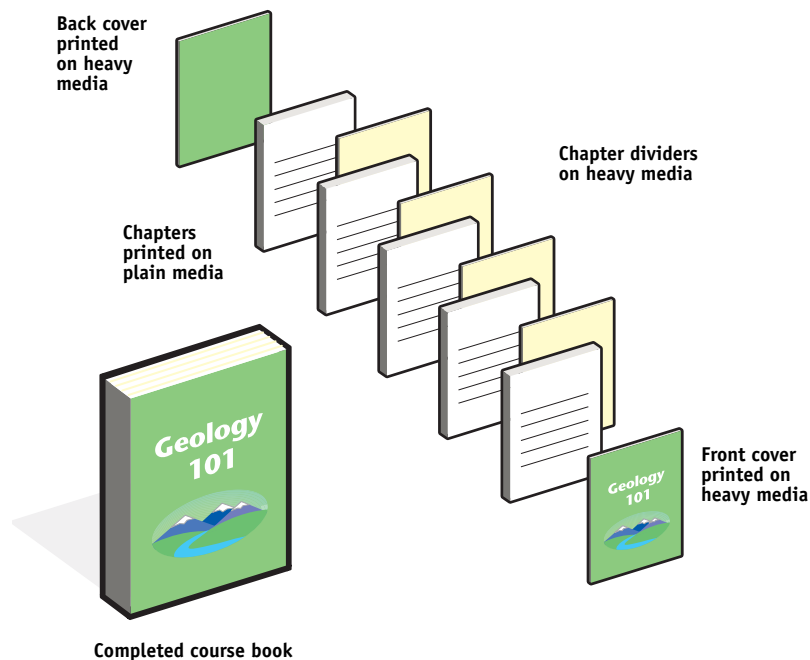 Back cover
printed
on heavy
media
Chapter dividers
on heavy media
Chapters
printed on
plain media
Geology
101
Front cover
printed on
heavy media
Geology
101
Completed course book